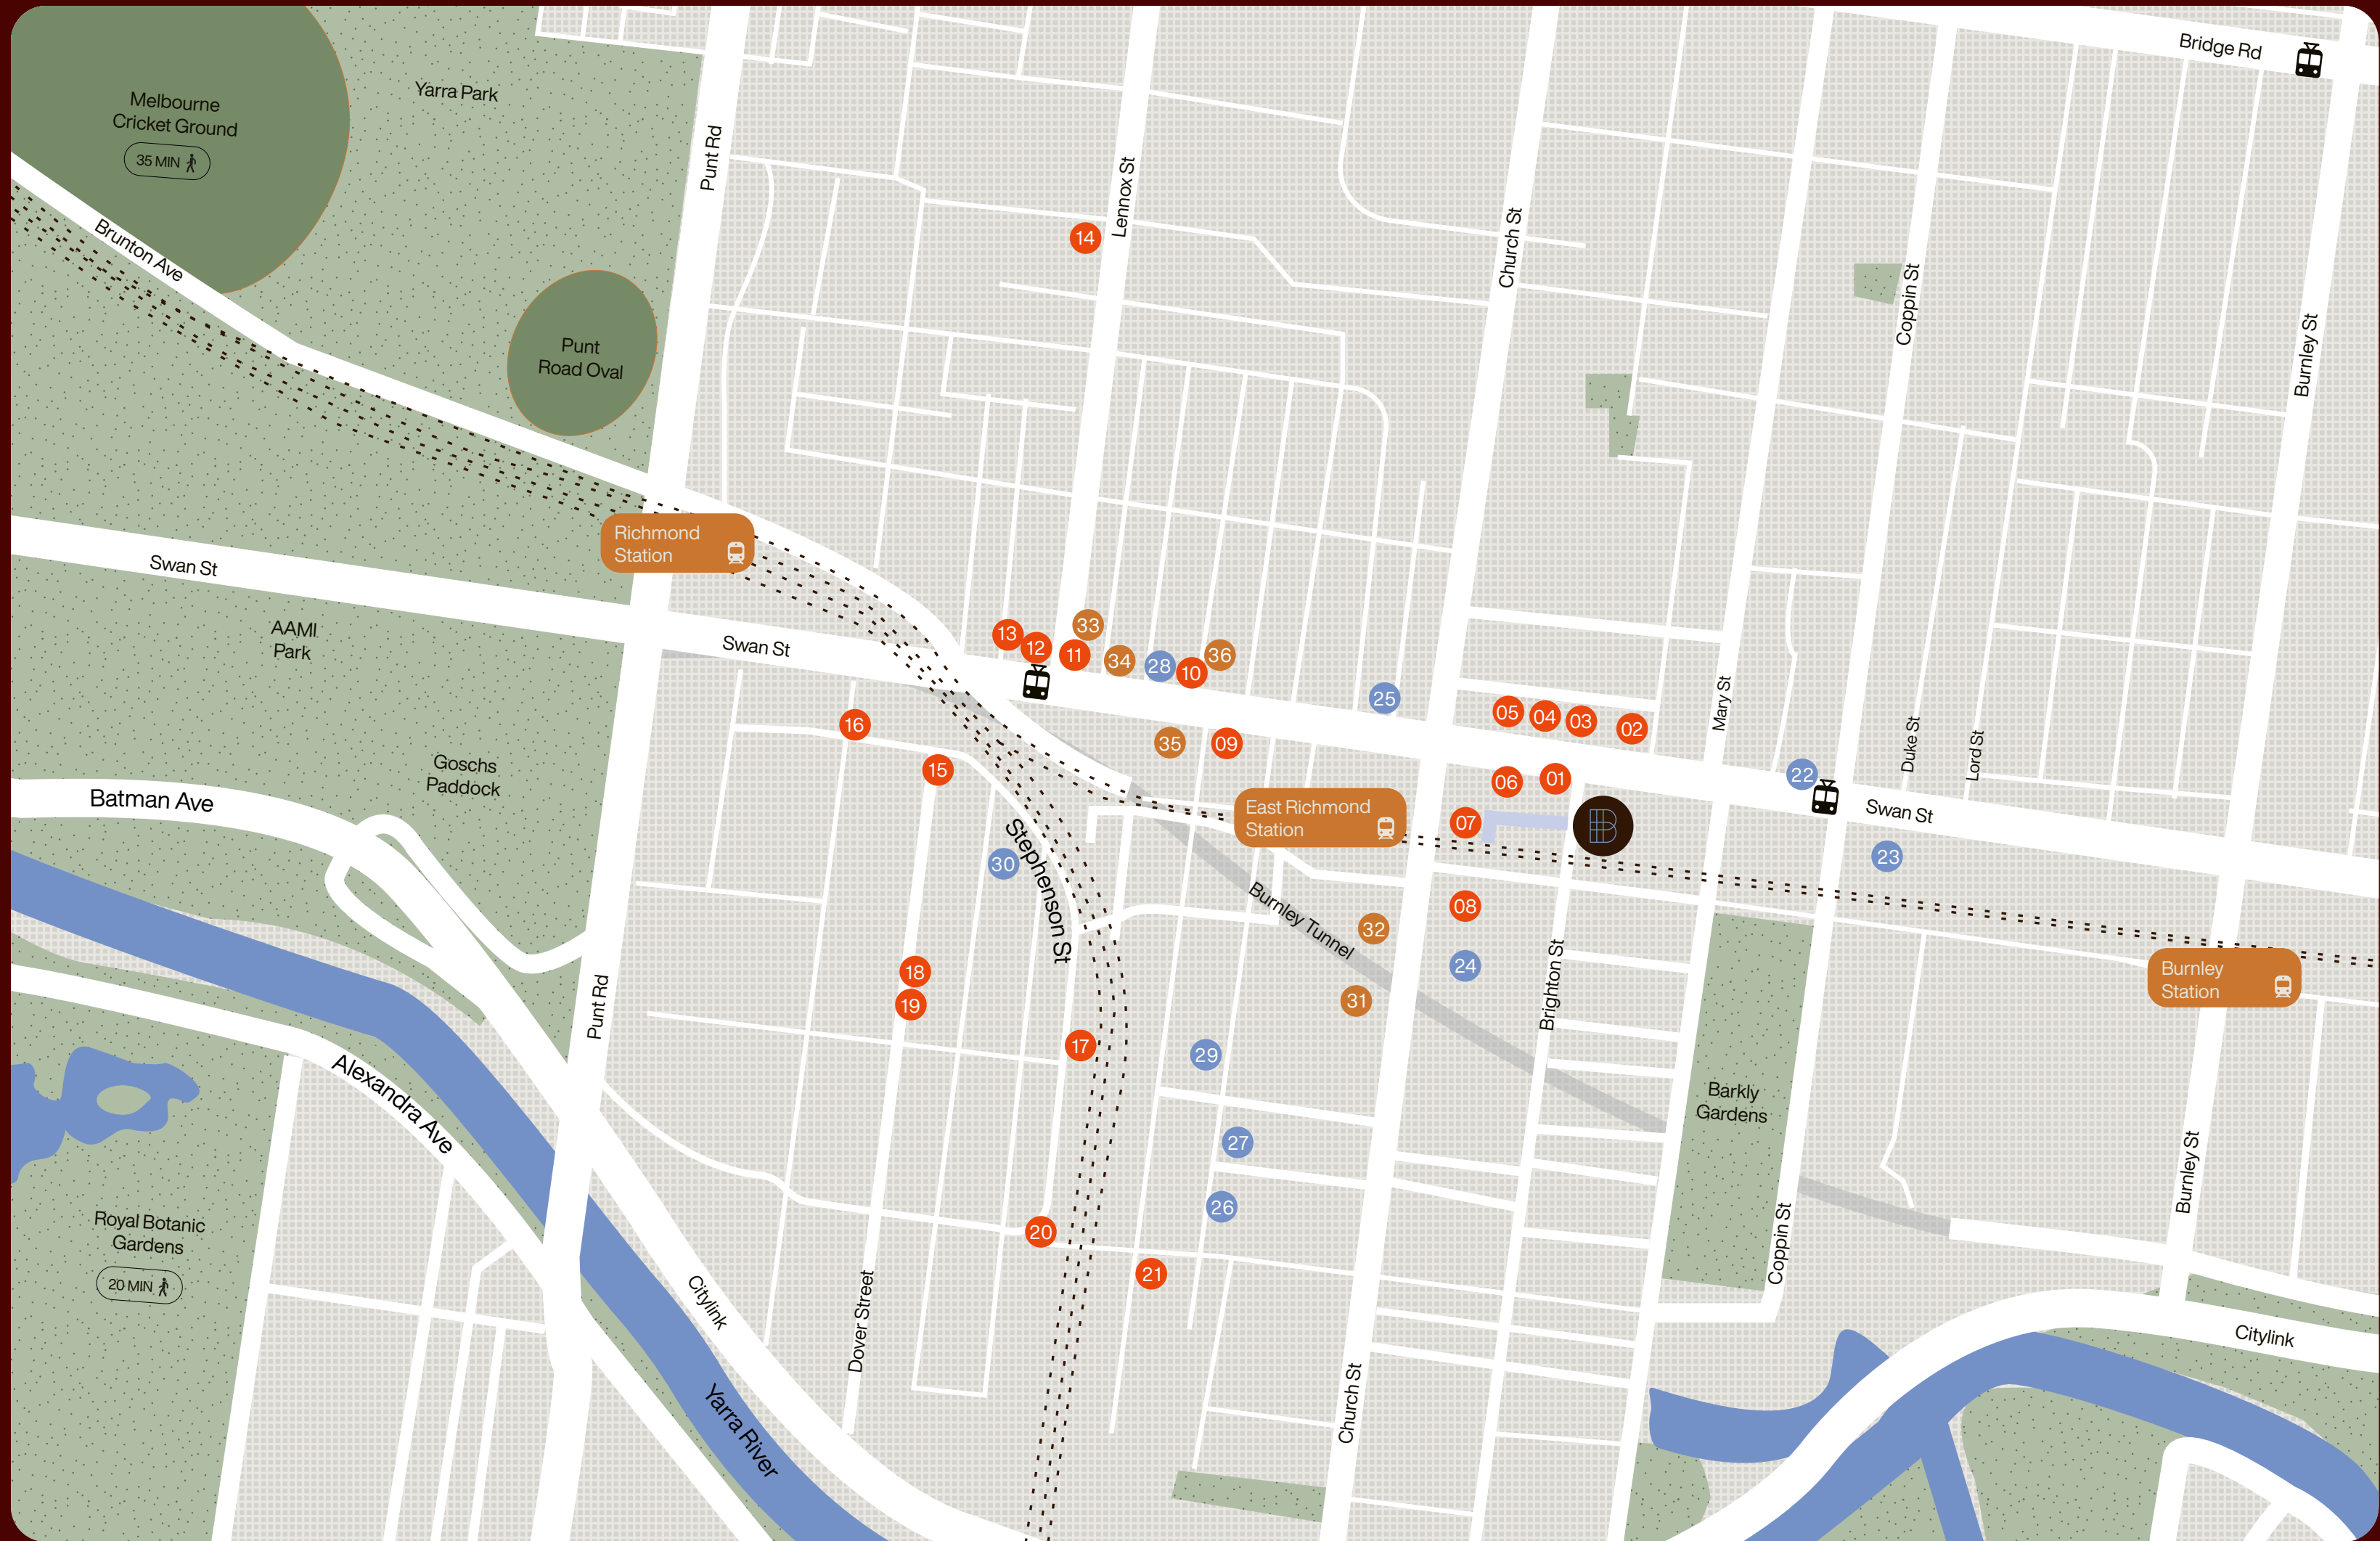 Bridge Rd
Melbourne
Cricket Ground
35 MIN
Yarra Park
Punt Rd
Lennox St
Church St
Coppin St
Burnley St
14
Brunton Ave
Punt
Road Oval
Richmond
Station
Swan St
Swan St
AAMI
Park
13
12
33
11
34
28
10
36
25
05
04
03
02
Mary St
Duke St
Lord St
16
15
35
09
06
01
22
Swan St
Goschs
Paddock
Batman Ave
East Richmond
Station
07
23
Stephenson St
30
Burnley Tunnel
08
32
24
31
Brighton St
Burnley
Station
18
19
17
29
Punt Rd
Alexandra Ave
Barkly
Gardens
27
26
20
21
Royal Botanic
Gardens
20 MIN
Coppin St
Burnley St
Citylink
Dover Street
Yarra River
Church St
Citylink